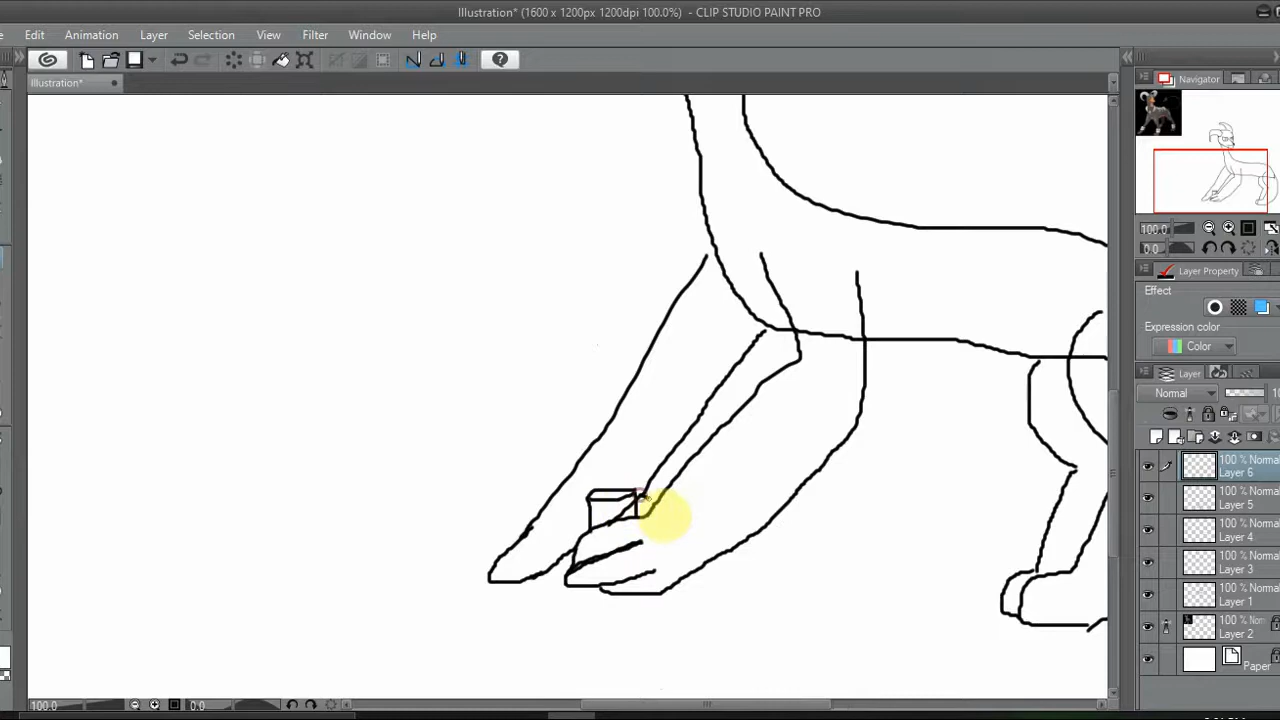 Illustration* (1600 x 1200px 1200dpi 100.0%) - CLIP STUDIO PAINT PRO
Edit Animation Layer Selection View Filter Window Help
Illustration*
Navigator
100.0
0.0
Layer Property
Effect
Expression color
Color
Layer
Normal
100 % Normal
Layer 6
100 % Normal
Layer 5
100 % Normal
Layer 4
100 % Normal
Layer 3
100 % Normal
Layer 1
100 % Norn
Layer 2
Paper
100.0 0.0